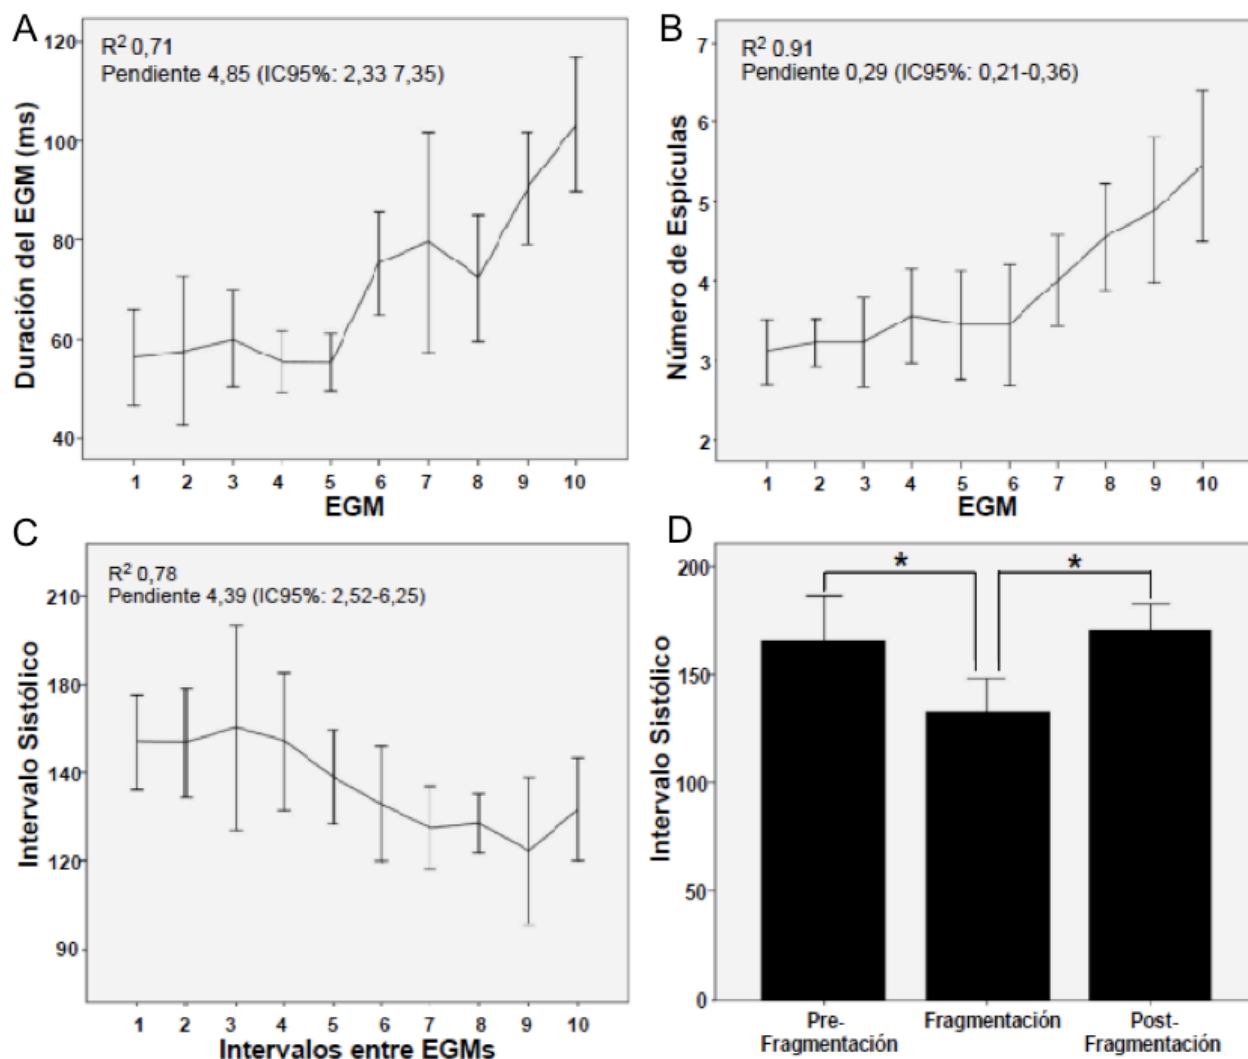 A
R² 0,71
Pendiente 4,85 (IC95%: 2,33 7,35)
Duración del EGM (ms)
120
100
80
60
40
1 2 3 4 5 6 7 8 9 10
EGM
B
R² 0.91
Pendiente 0,29 (IC95%: 0,21-0,36)
Número de Espículas
7
6
5
4
3
2
1 2 3 4 5 6 7 8 9 10
EGM
C
R² 0,78
Pendiente 4,39 (IC95%: 2,52-6,25)
Intervalo Sistólico
210
180
140
120
90
1 2 3 4 5 6 7 8 9 10
Intervalos entre EGMs
D
Intervalo Sistólico
200
150
100
50
0
* *
Pre-
Fragmentación
Fragmentación
Post-
Fragmentación